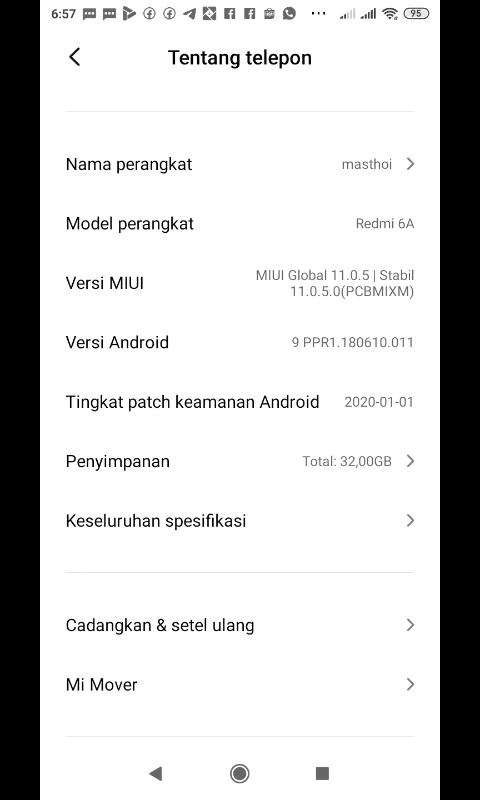 6:57 95
Tentang telepon
Nama perangkat masthoi
Model perangkat Redmi 6A
Versi MIUI MIUI Global 11.0.5 | Stabil
11.0.5.0(PCBMIXM)
Versi Android 9 PPR1.180610.011
Tingkat patch keamanan Android 2020-01-01
Penyimpanan Total: 32,00GB
Keseluruhan spesifikasi
Cadangkan & setel ulang
Mi Mover